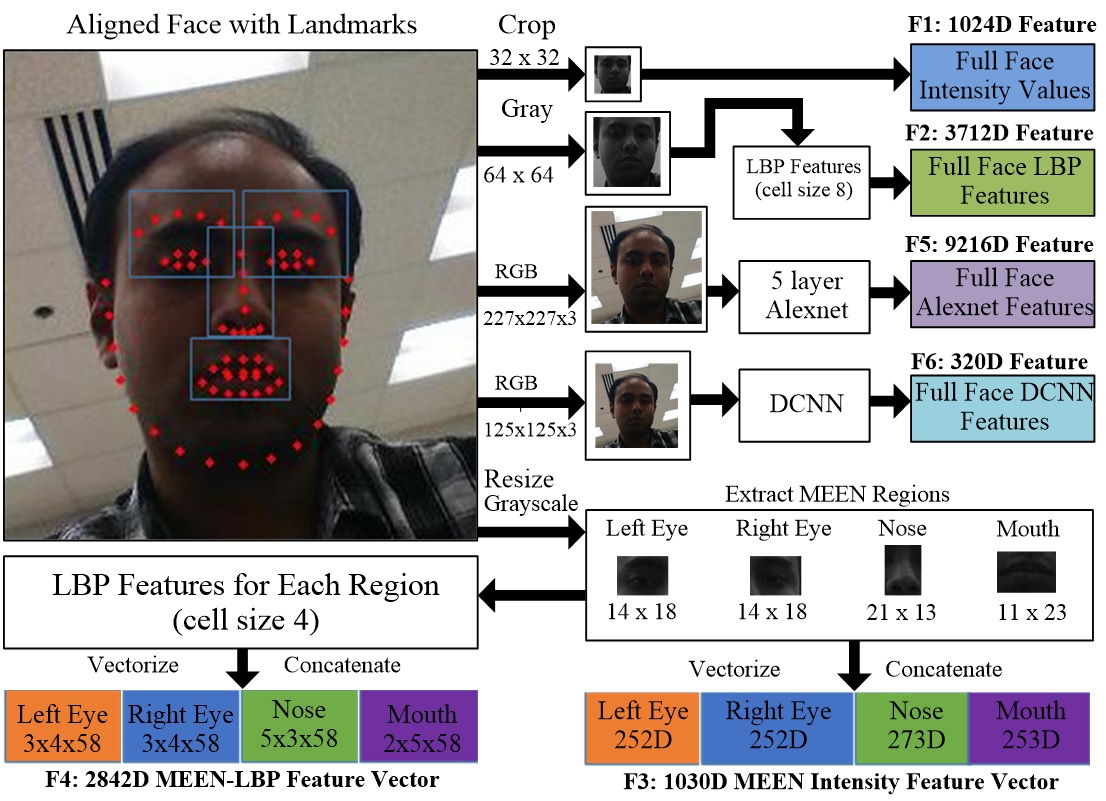 Aligned Face with Landmarks
Crop
32 x 32
Gray
64 x 64
RGB
227x227x3
RGB
125x125x3
Resize
Grayscale
F1: 1024D Feature
Full Face
Intensity Values
F2: 3712D Feature
LBP Features
(cell size 8)
Full Face LBP
Features
F5: 9216D Feature
5 layer
Alexnet
Full Face
Alexnet Features
F6: 320D Feature
DCNN
Full Face DCNN
Features
Extract MEEN Regions
Left Eye
Right Eye
Nose
Mouth
14 x 18
14 x 18
21 x 13
11 x 23
LBP Features for Each Region
(cell size 4)
Vectorize
Concatenate
Left Eye
3x4x58
Right Eye
3x4x58
Nose
5x3x58
Mouth
2x5x58
F4: 2842D MEEN-LBP Feature Vector
Vectorize
Concatenate
Left Eye
252D
Right Eye
252D
Nose
273D
Mouth
253D
F3: 1030D MEEN Intensity Feature Vector